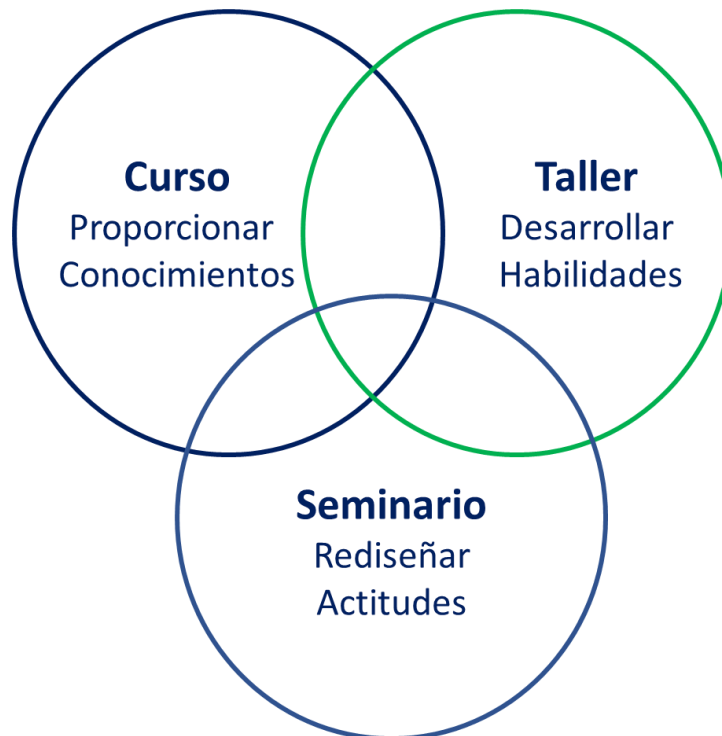 Curso
Proporcionar
Conocimientos
Taller
Desarrollar
Habilidades
Seminario
Rediseñar
Actitudes